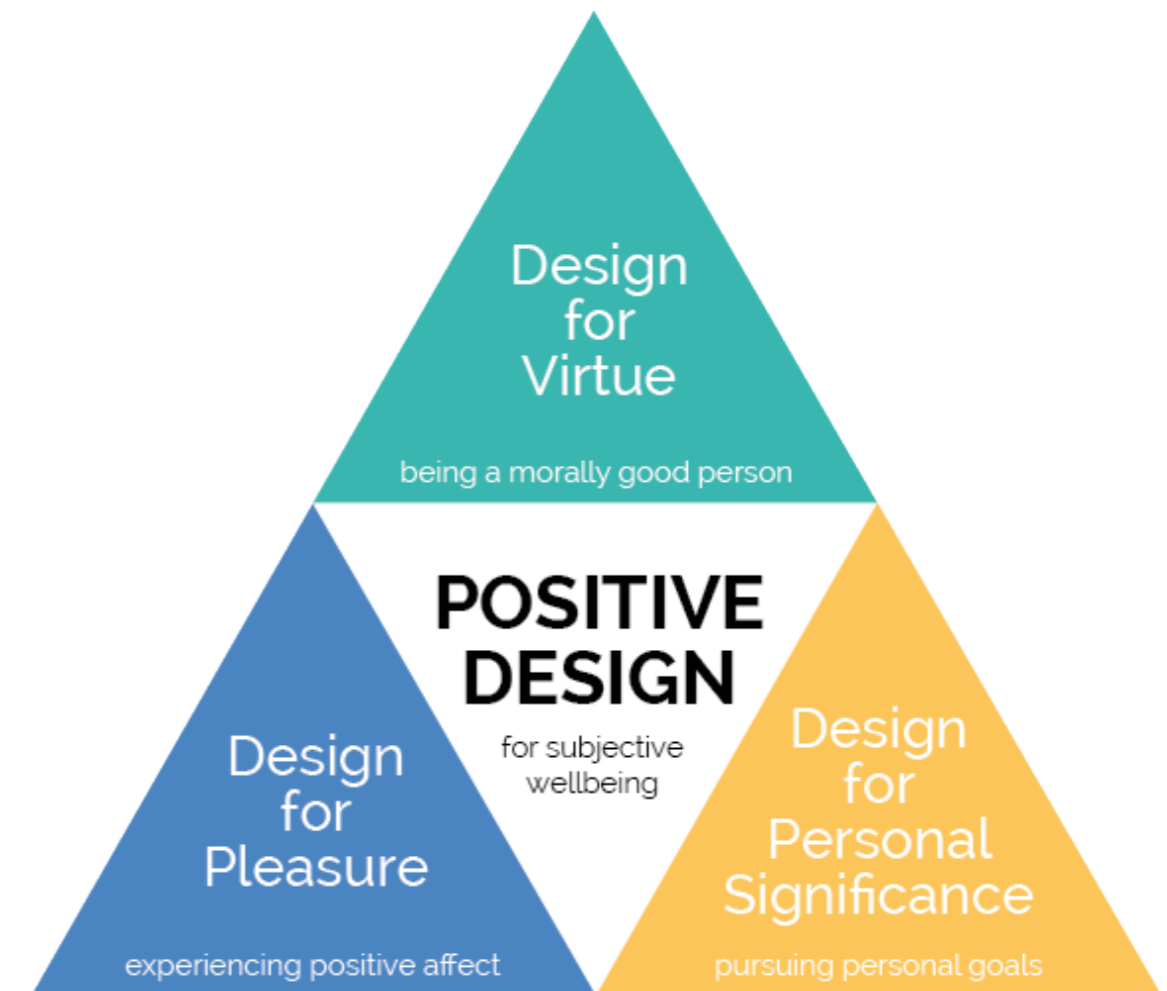 Design
for
Virtue
being a morally good person
POSITIVE
DESIGN
for subjective
wellbeing
Design
for
Pleasure
experiencing positive affect
Design
for
Personal
Significance
pursuing personal goals